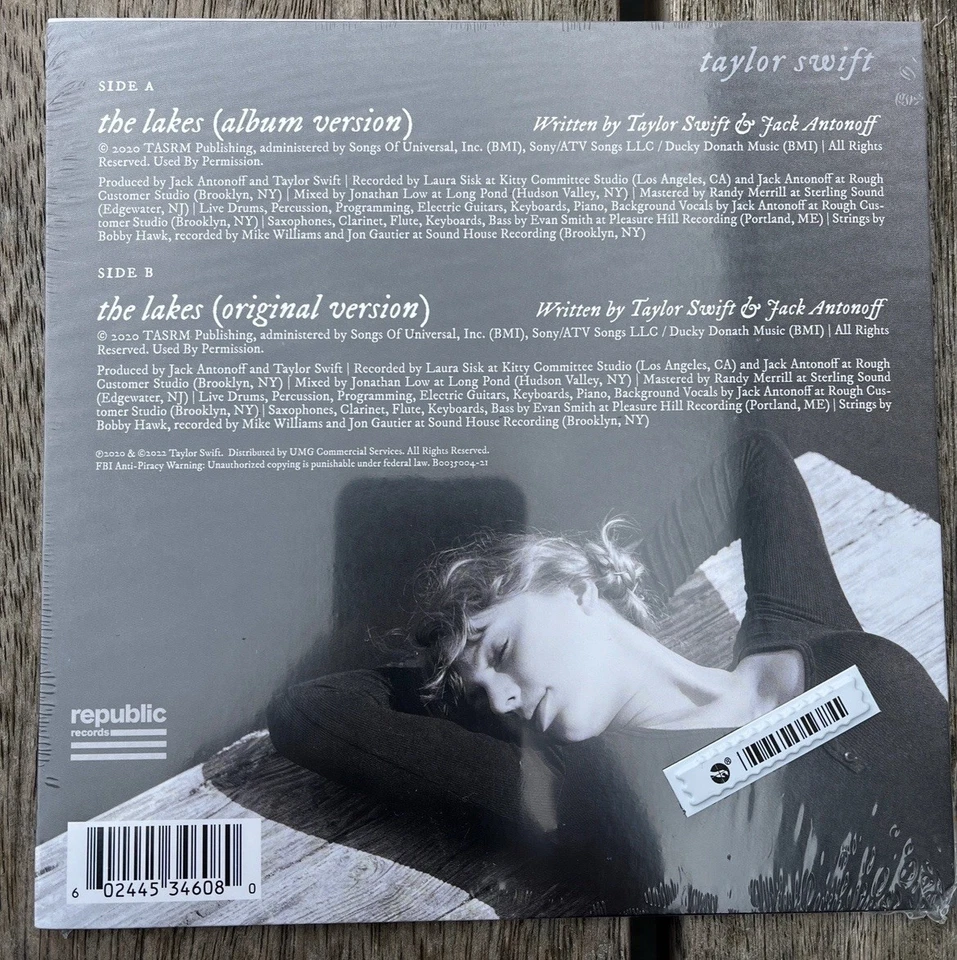 taylor swift
SIDE A
the lakes (album version)
Written by Taylor Swift & Jack Antonoff
© 2020 TASRM Publishing, administered by Songs Of Universal, Inc. (BMI), Sony/ATV Songs LLC / Ducky Donath Music (BMI) | All Rights
Reserved. Used By Permission.
Produced by Jack Antonoff and Taylor Swift | Recorded by Laura Sisk at Kitty Committee Studio (Los Angeles, CA) and Jack Antonoff at Rough
Customer Studio (Brooklyn, NY) | Mixed by Jonathan Low at Long Pond (Hudson Valley, NY) | Mastered by Randy Merrill at Sterling Sound
(Edgewater, NJ) | Live Drums, Percussion, Programming, Electric Guitars, Keyboards, Piano, Background Vocals by Jack Antonoff at Rough Cus-
tomer Studio (Brooklyn, NY) | Saxophones, Clarinet, Flute, Keyboards, Bass by Evan Smith at Pleasure Hill Recording (Portland, ME) | Strings by
Bobby Hawk, recorded by Mike Williams and Jon Gautier at Sound House Recording (Brooklyn, NY)
SIDE B
the lakes (original version)
Written by Taylor Swift & Jack Antonoff
© 2020 TASRM Publishing, administered by Songs Of Universal, Inc. (BMI), Sony/ATV Songs LLC / Ducky Donath Music (BMI) | All Rights
Reserved. Used By Permission.
Produced by Jack Antonoff and Taylor Swift | Recorded by Laura Sisk at Kitty Committee Studio (Los Angeles, CA) and Jack Antonoff at Rough
Customer Studio (Brooklyn, NY) | Mixed by Jonathan Low at Long Pond (Hudson Valley, NY) | Mastered by Randy Merrill at Sterling Sound
(Edgewater, NJ) | Live Drums, Percussion, Programming, Electric Guitars, Keyboards, Piano, Background Vocals by Jack Antonoff at Rough Cus-
tomer Studio (Brooklyn, NY) | Saxophones, Clarinet, Flute, Keyboards, Bass by Evan Smith at Pleasure Hill Recording (Portland, ME) | Strings by
Bobby Hawk, recorded by Mike Williams and Jon Gautier at Sound House Recording (Brooklyn, NY)
℗2020 & ©2022 Taylor Swift. Distributed by UMG Commercial Services. All Rights Reserved.
FBI Anti-Piracy Warning: Unauthorized copying is punishable under federal law. B0035004-21
republic
records
®
6 02445 34608 0